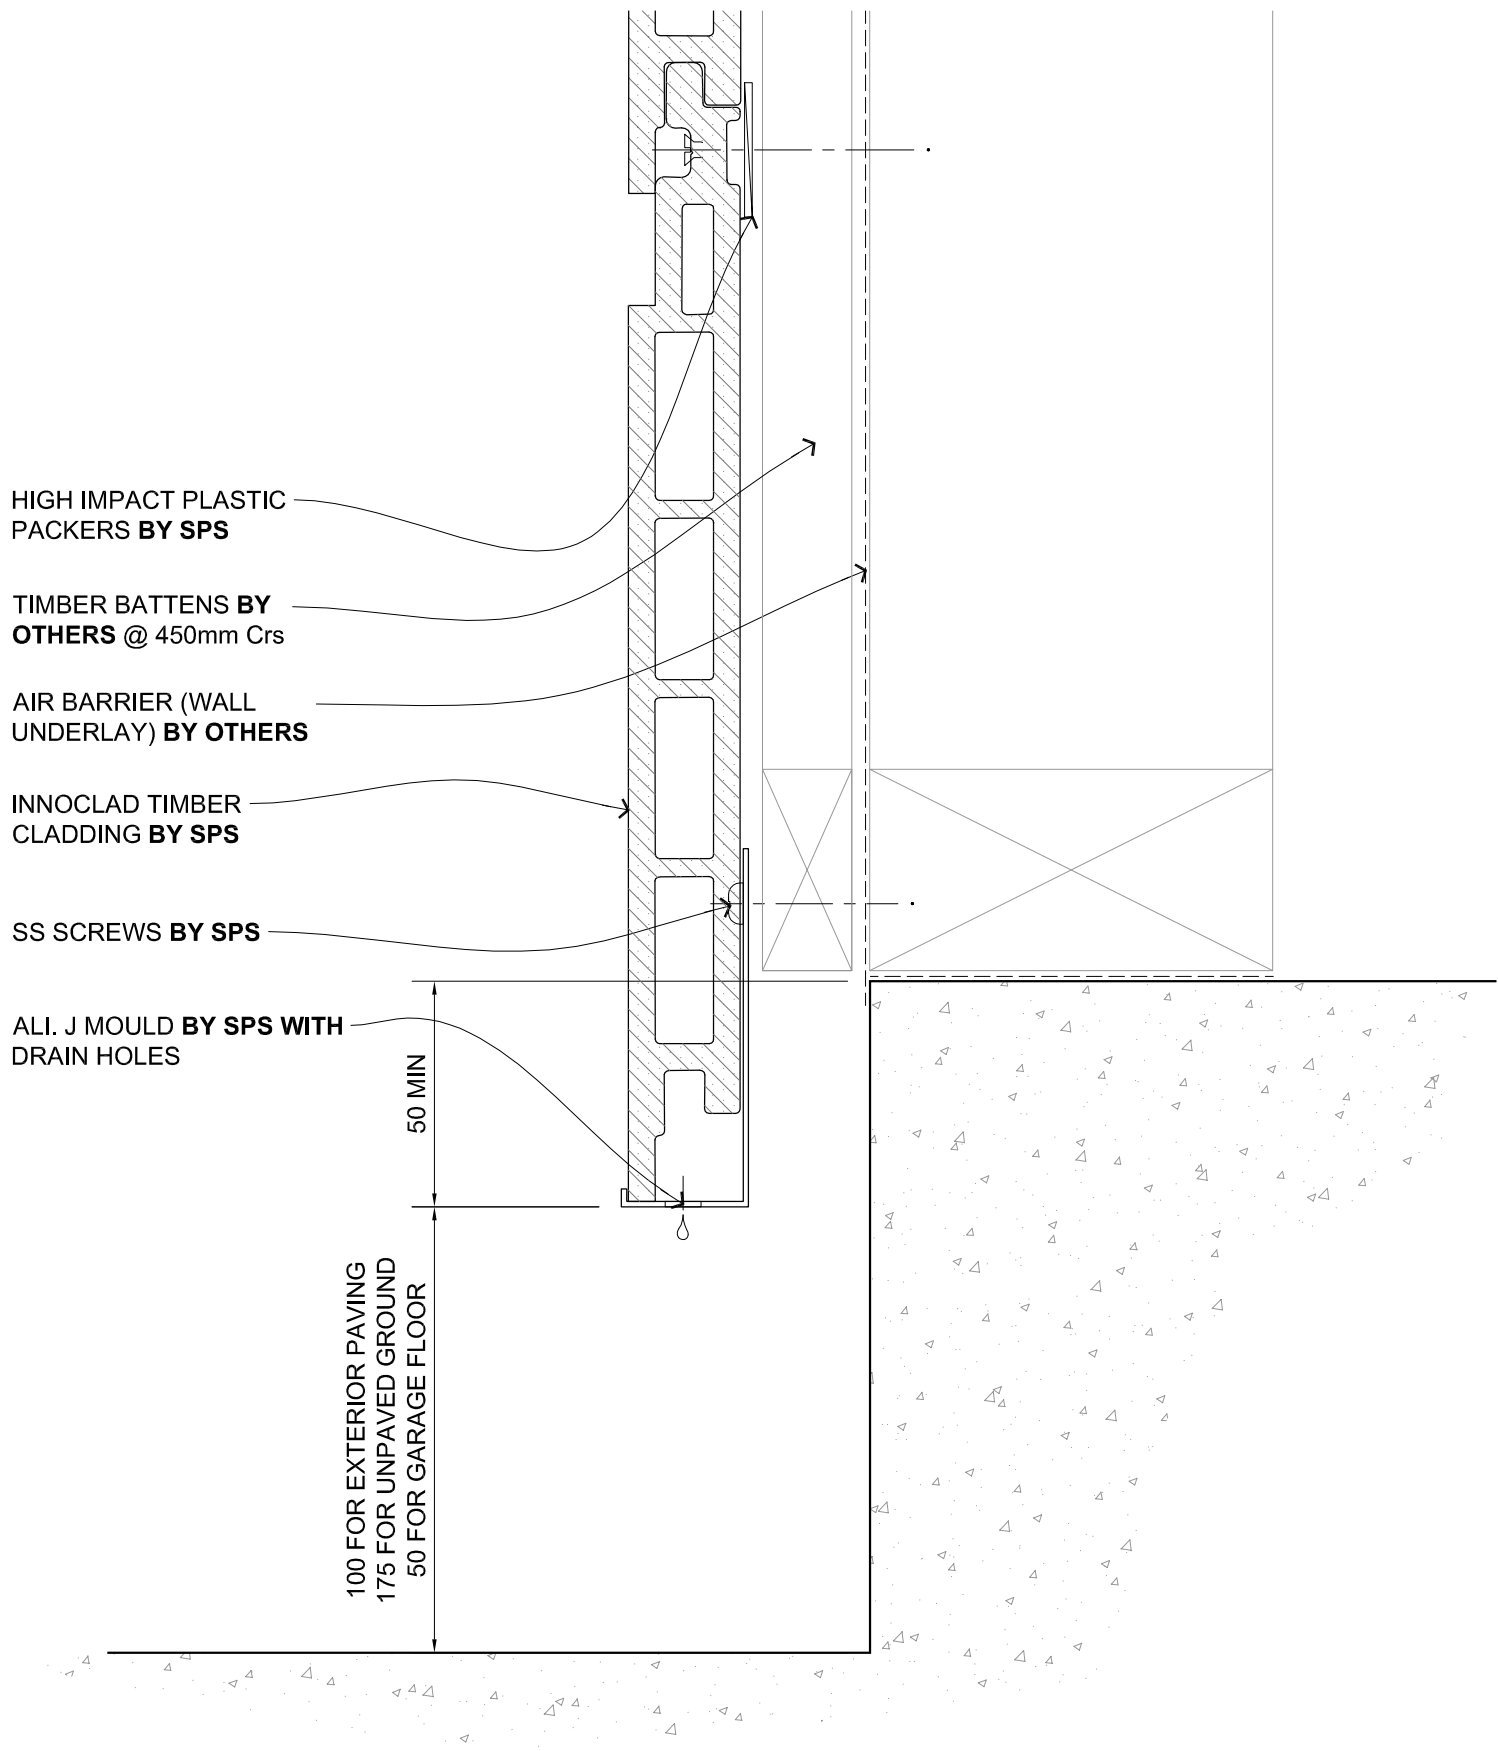 HIGH IMPACT PLASTIC
PACKERS BY SPS
TIMBER BATTENS BY
OTHERS @ 450mm Crs
AIR BARRIER (WALL
UNDERLAY) BY OTHERS
INNOCLAD TIMBER
CLADDING BY SPS
SS SCREWS BY SPS
ALI. J MOULD BY SPS WITH
DRAIN HOLES
50 MIN
100 FOR EXTERIOR PAVING
175 FOR UNPAVED GROUND
50 FOR GARAGE FLOOR